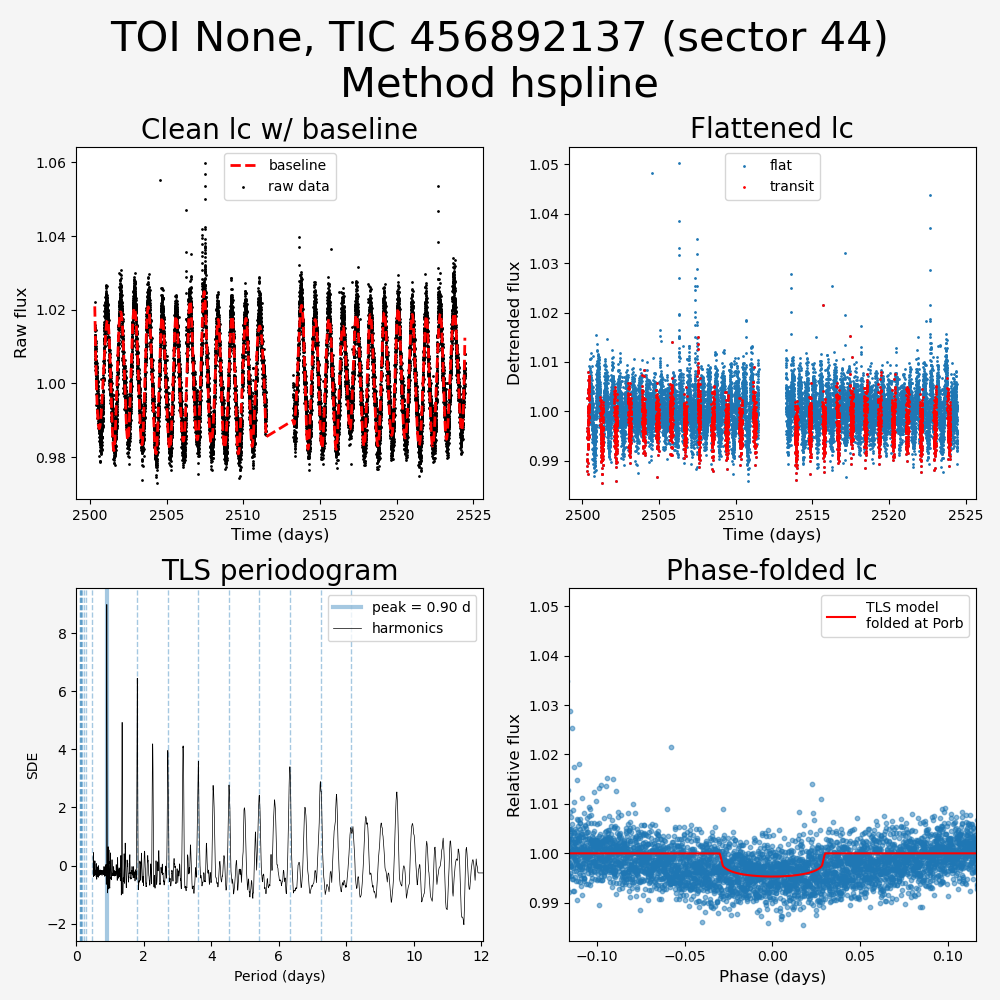 TOI None, TIC 456892137 (sector 44)
Method hspline
Clean lc w/ baseline
Flattened lc
baseline
raw data
flat
transit
1.06
1.04
1.02
1.00
0.98
Raw flux
1.05
1.04
1.03
1.02
1.01
1.00
0.99
Detrended flux
2500 2505 2510 2515 2520 2525
2500 2505 2510 2515 2520 2525
Time (days)
Time (days)
TLS periodogram
Phase-folded lc
peak = 0.90 d
harmonics
TLS model
folded at Porb
8
6
4
2
0
−2
SDE
1.05
1.04
1.03
1.02
1.01
1.00
0.99
Relative flux
0 2 4 6 8 10 12
−0.10 −0.05 0.00 0.05 0.10
Period (days)
Phase (days)